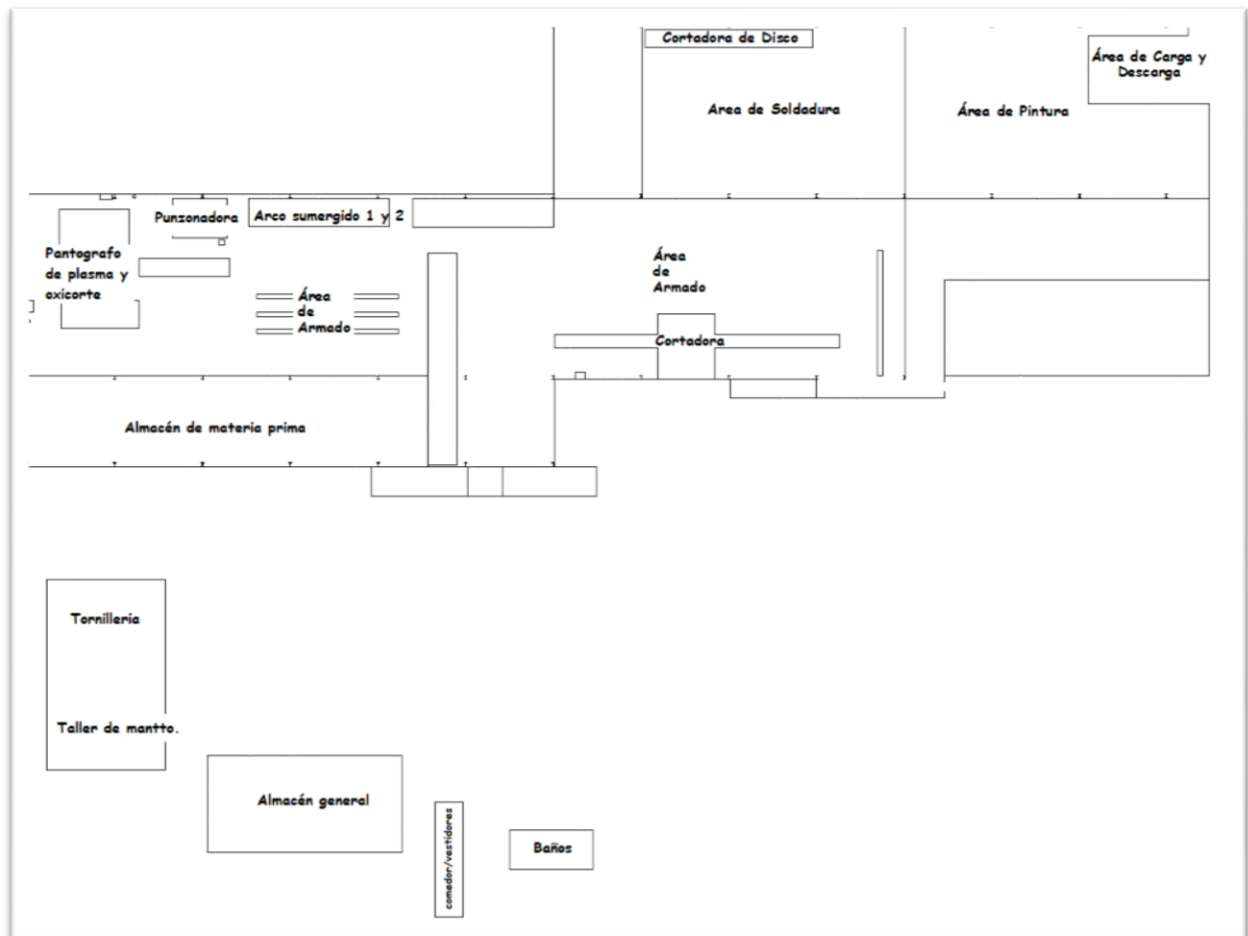 Cortadora de Disco
Área de Carga y
Descarga
Area de Soldadura
Área de Pintura
Punzonadora
Arco sumergido 1 y 2
Pantografo
de plasma y
oxicorte
Área
de
Armado
Área
de
Armado
Cortadora
Almacén de materia prima
Tornilleria
Taller de mantto.
Almacén general
comedor/vestidores
Baños